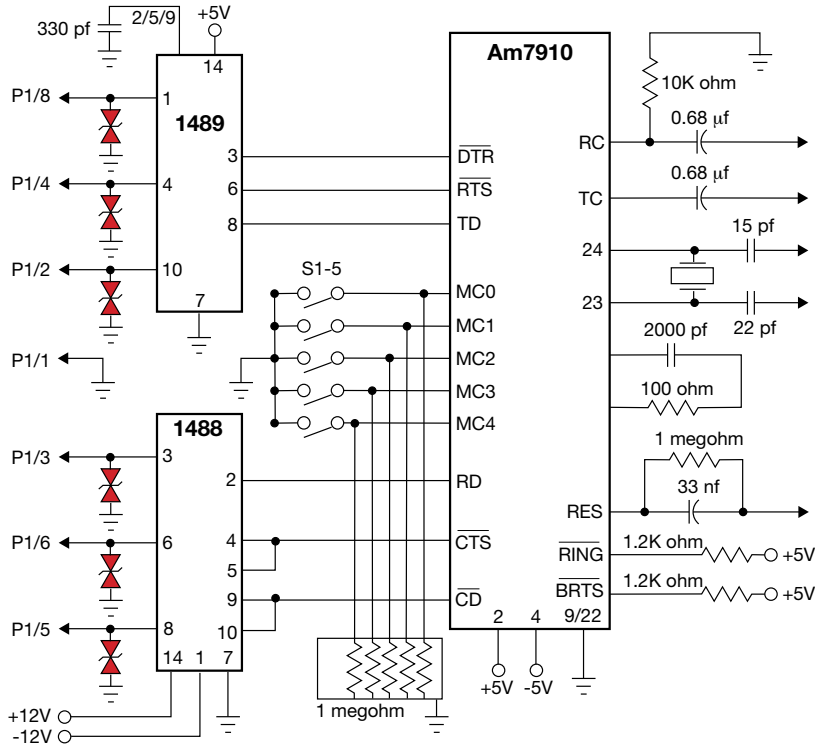 330 pf
2/5/9
+5V
14
P1/8
1
1489
3
P1/4
4
6
8
P1/2
10
7
P1/1
1488
P1/3
3
2
P1/6
6
4
5
9
P1/5
8
10
14
1
7
+12V
-12V
S1-5
1 megohm
Am7910
DTR
RTS
TD
MC0
MC1
MC2
MC3
MC4
RD
CTS
CD
2
4
9/22
+5V
-5V
RC
TC
24
23
RES
RING
BRTS
10K ohm
0.68 µf
0.68 µf
15 pf
22 pf
2000 pf
100 ohm
1 megohm
33 nf
1.2K ohm
+5V
1.2K ohm
+5V